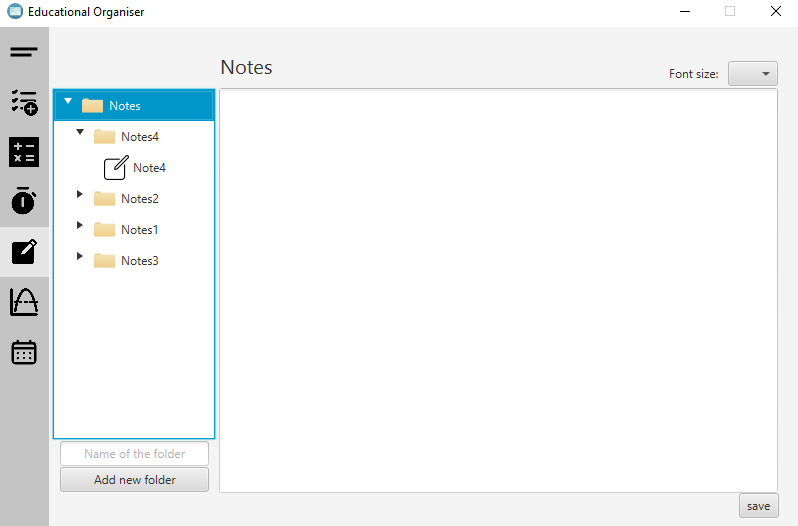 Educational Organiser
Notes
Font size:
Notes
Notes4
Note4
Notes2
Notes1
Notes3
Name of the folder
Add new folder
save